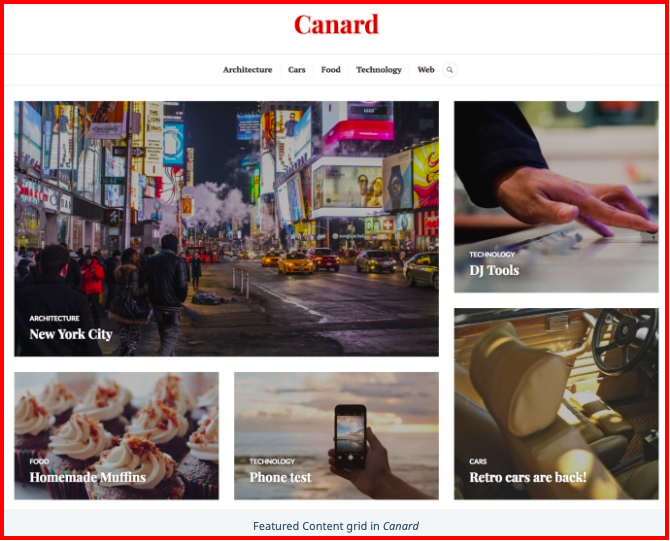 Canard
Architecture Cars Food Technology Web
ARCHITECTURE
New York City
TECHNOLOGY
DJ Tools
FOOD
Homemade Muffins
TECHNOLOGY
Phone test
CARS
Retro cars are back!
Featured Content grid in Canard